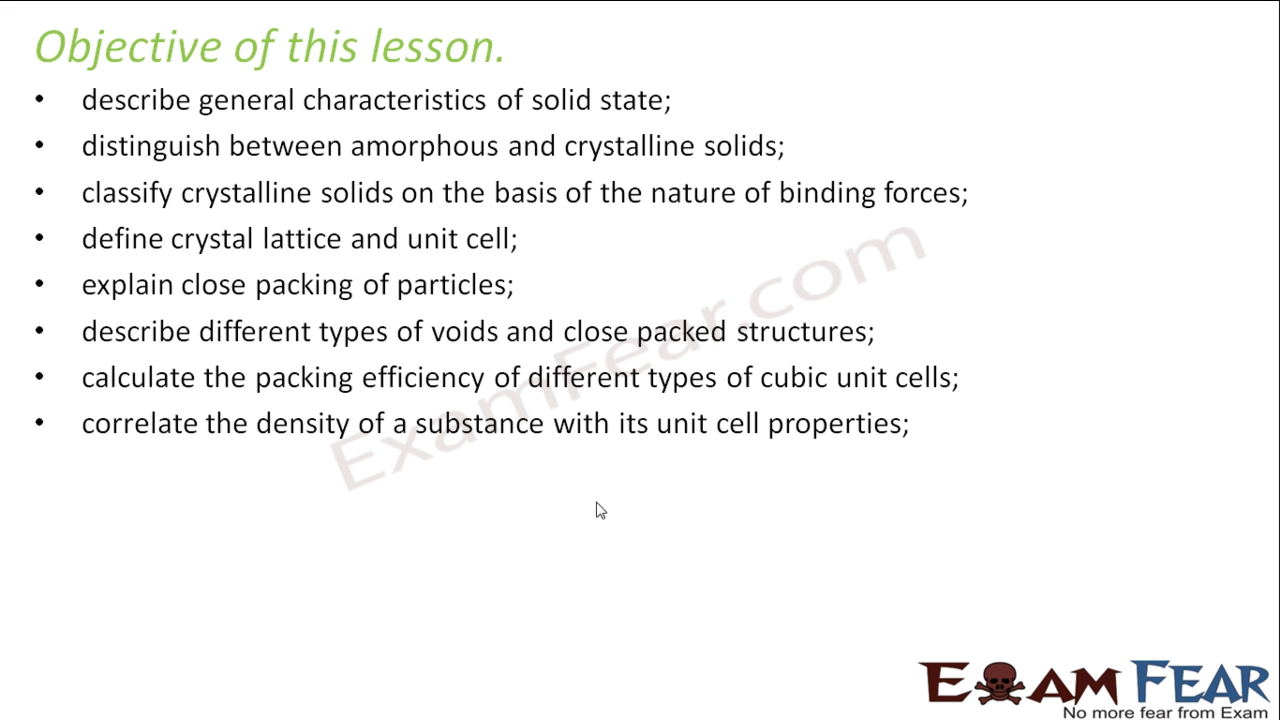 Objective of this lesson.
• describe general characteristics of solid state;
• distinguish between amorphous and crystalline solids;
• classify crystalline solids on the basis of the nature of binding forces;
• define crystal lattice and unit cell;
• explain close packing of particles;
• describe different types of voids and close packed structures;
• calculate the packing efficiency of different types of cubic unit cells;
• correlate the density of a substance with its unit cell properties;
ExamFear.com
EXAM FEAR
No more fear from Exam